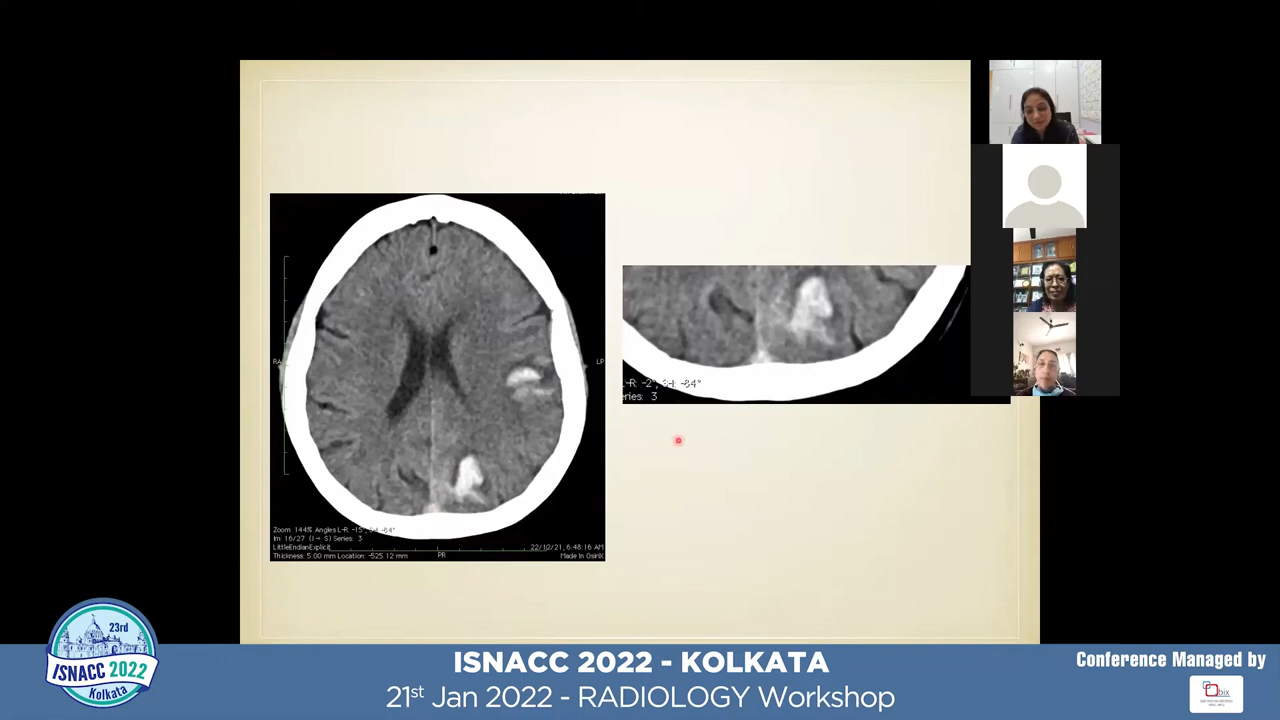 RA
LP
Zoom: 144%
Im: 16/27 (I→ S) Series: 3
LittleEndianExplicit
Thickness: 5.00 mm Location: -525.12 mm
PR
22/12/21, 6:48:16 AM
Made In OsiriX
L-R: -2°,
eries: 3
23rd
ISNACC 2022
Kolkata
ISNACC 2022 - KOLKATA
21st Jan 2022 - RADIOLOGY Workshop
Conference Managed by